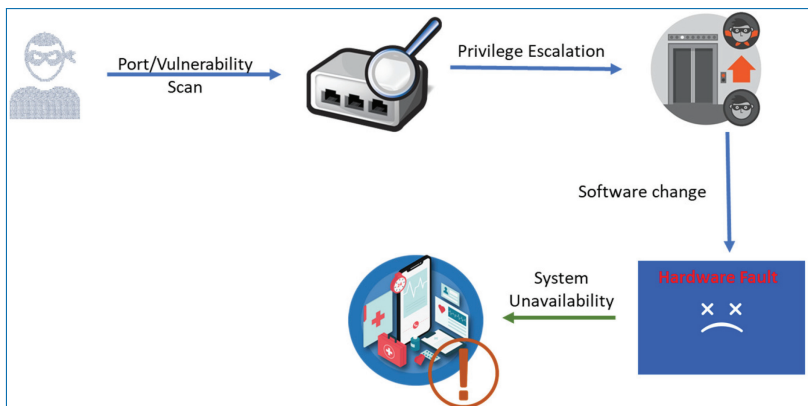 Port/Vulnerability
Scan
Privilege Escalation
Software change
Hardware Fault
System
Unavailability